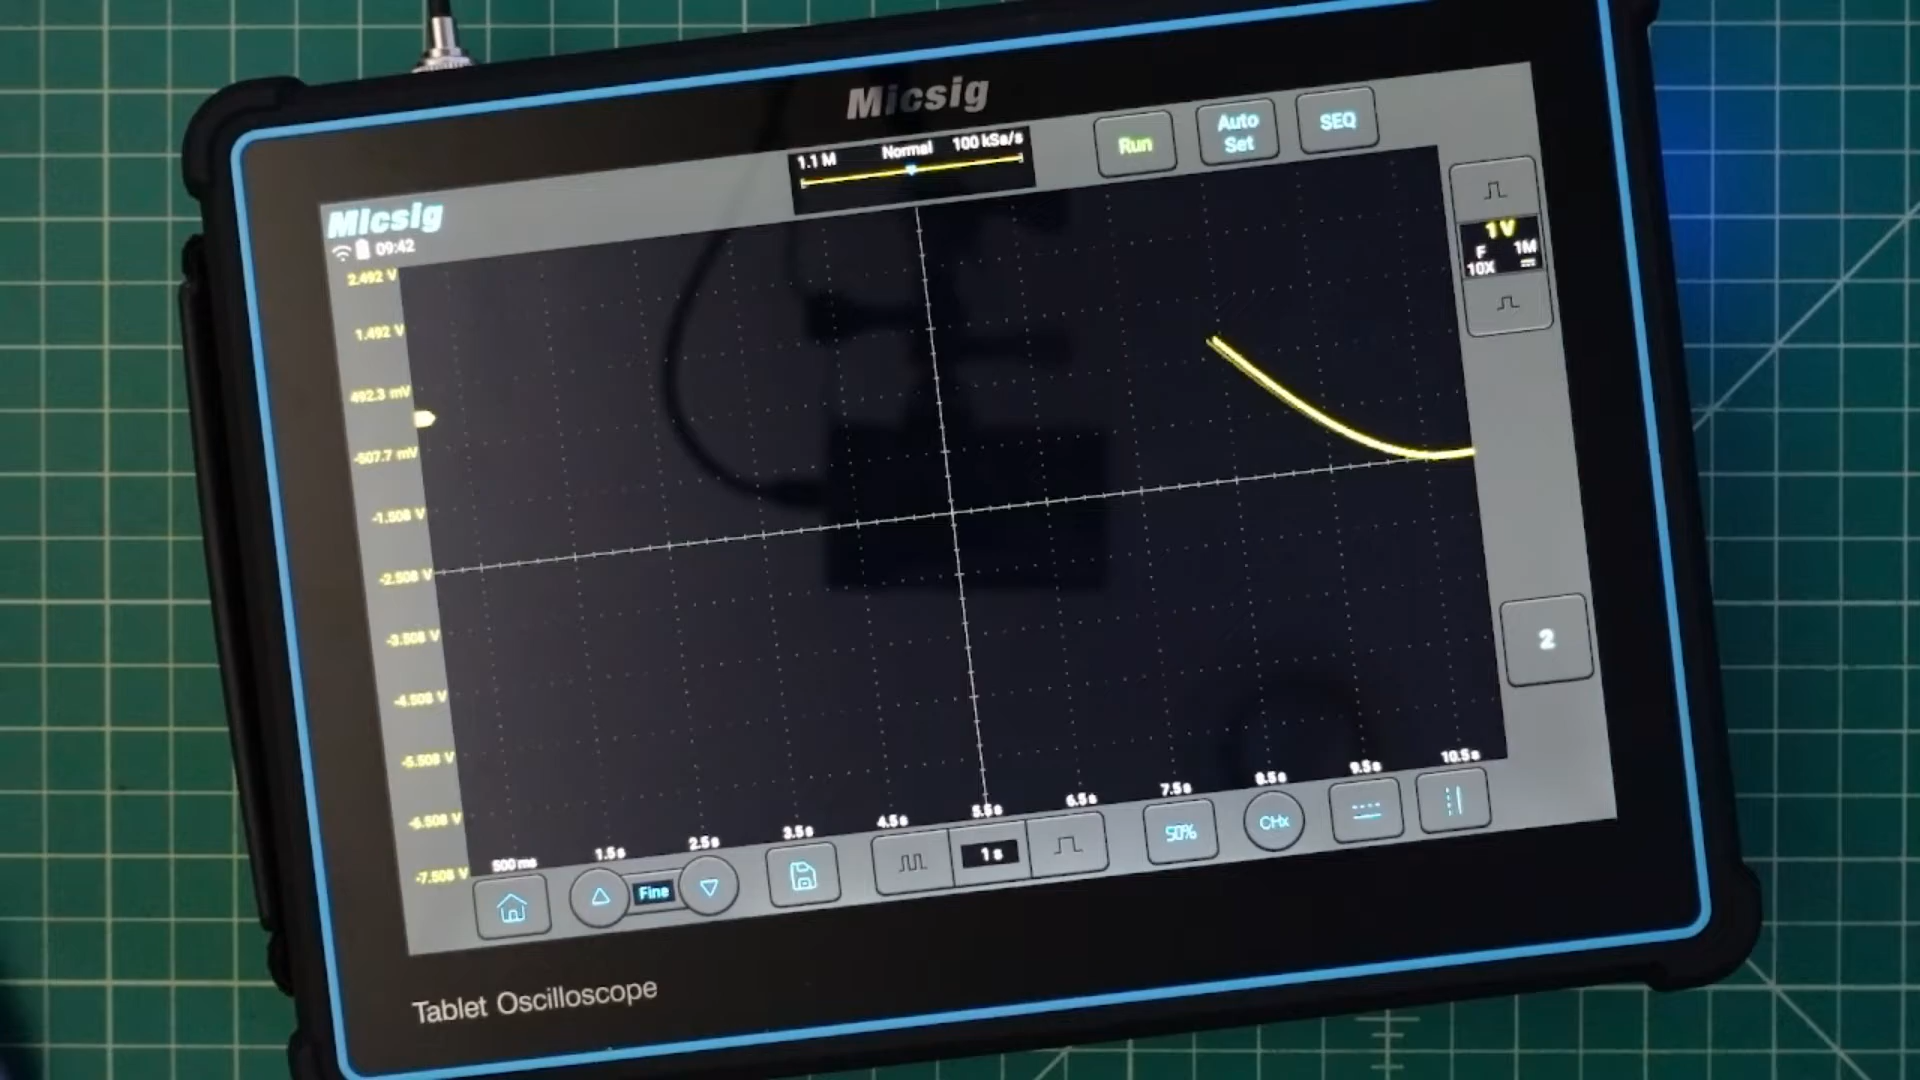 Micsig
1.1 M Normal 100 kSa/s
Run
Auto
Set
SEQ
Micsig
09:42
2.492 V
1.492 V
492.3 mV
-507.7 mV
-1.508 V
-2.508 V
-3.508 V
-4.508 V
-5.508 V
-6.508 V
-7.508 V
1 V
F 1M
10X
2
500 ms 1.5 s 2.5 s 3.5 s 4.5 s 5.5 s 6.5 s 7.5 s 8.5 s 9.5 s 10.5 s
Fine
1 s
50%
CHx
Tablet Oscilloscope